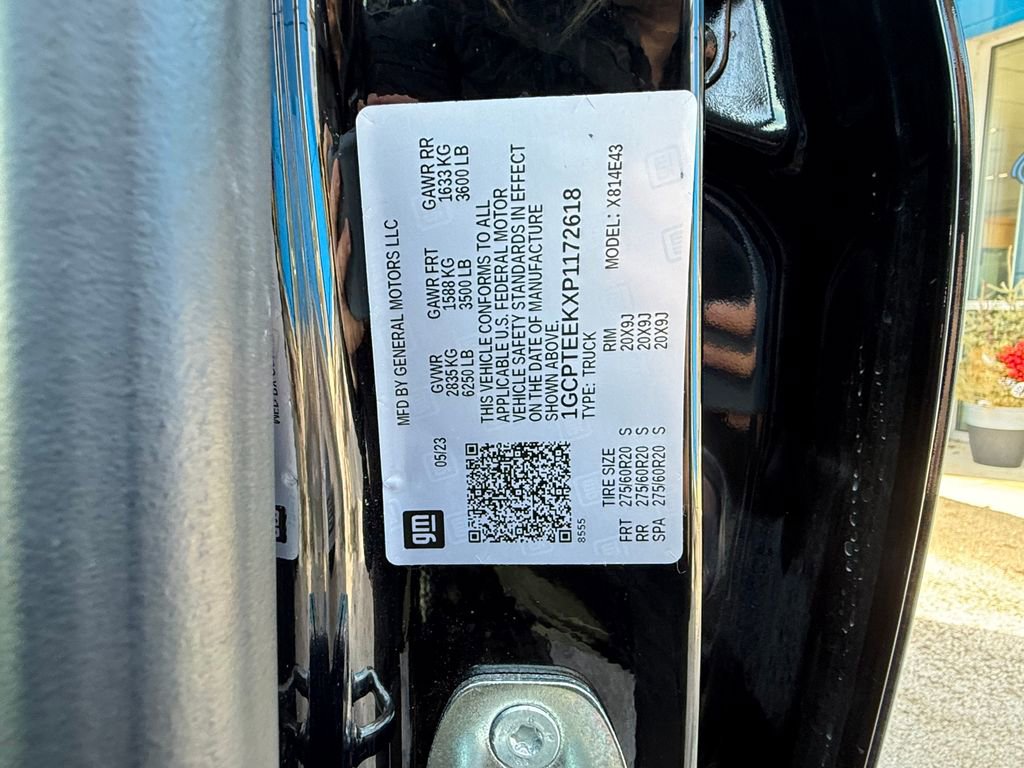 MFD BY GENERAL MOTORS LLC
gm
05/23
GVWR GAWR FRT GAWR RR
2835 KG 1588 KG 1633 KG
6250 LB 3500 LB 3600 LB
THIS VEHICLE CONFORMS TO ALL
APPLICABLE U.S. FEDERAL MOTOR
VEHICLE SAFETY STANDARDS IN EFFECT
ON THE DATE OF MANUFACTURE
SHOWN ABOVE.
1GCPTEEKXP1172618
8555
TYPE: TRUCK MODEL: X814E43
TIRE SIZE RIM
FRT 275/60R20 S 20X9J
RR 275/60R20 S 20X9J
SPA 275/60R20 S 20X9J